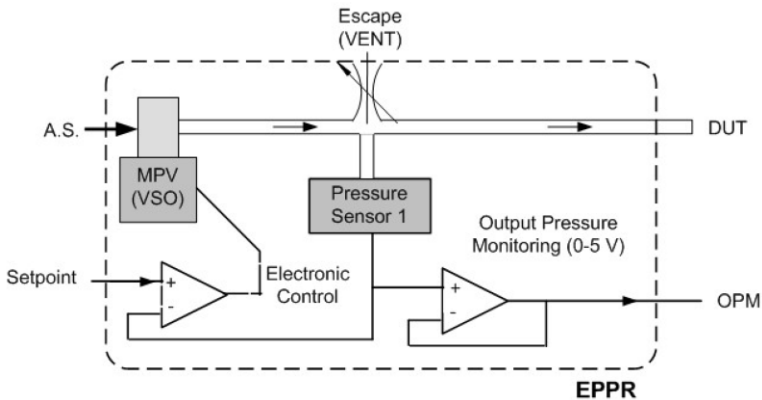 Escape
(VENT)
A.S.
DUT
MPV
(VSO)
Pressure
Sensor 1
Output Pressure
Monitoring (0-5 V)
Setpoint
+
-
Electronic
Control
+
-
OPM
EPPR